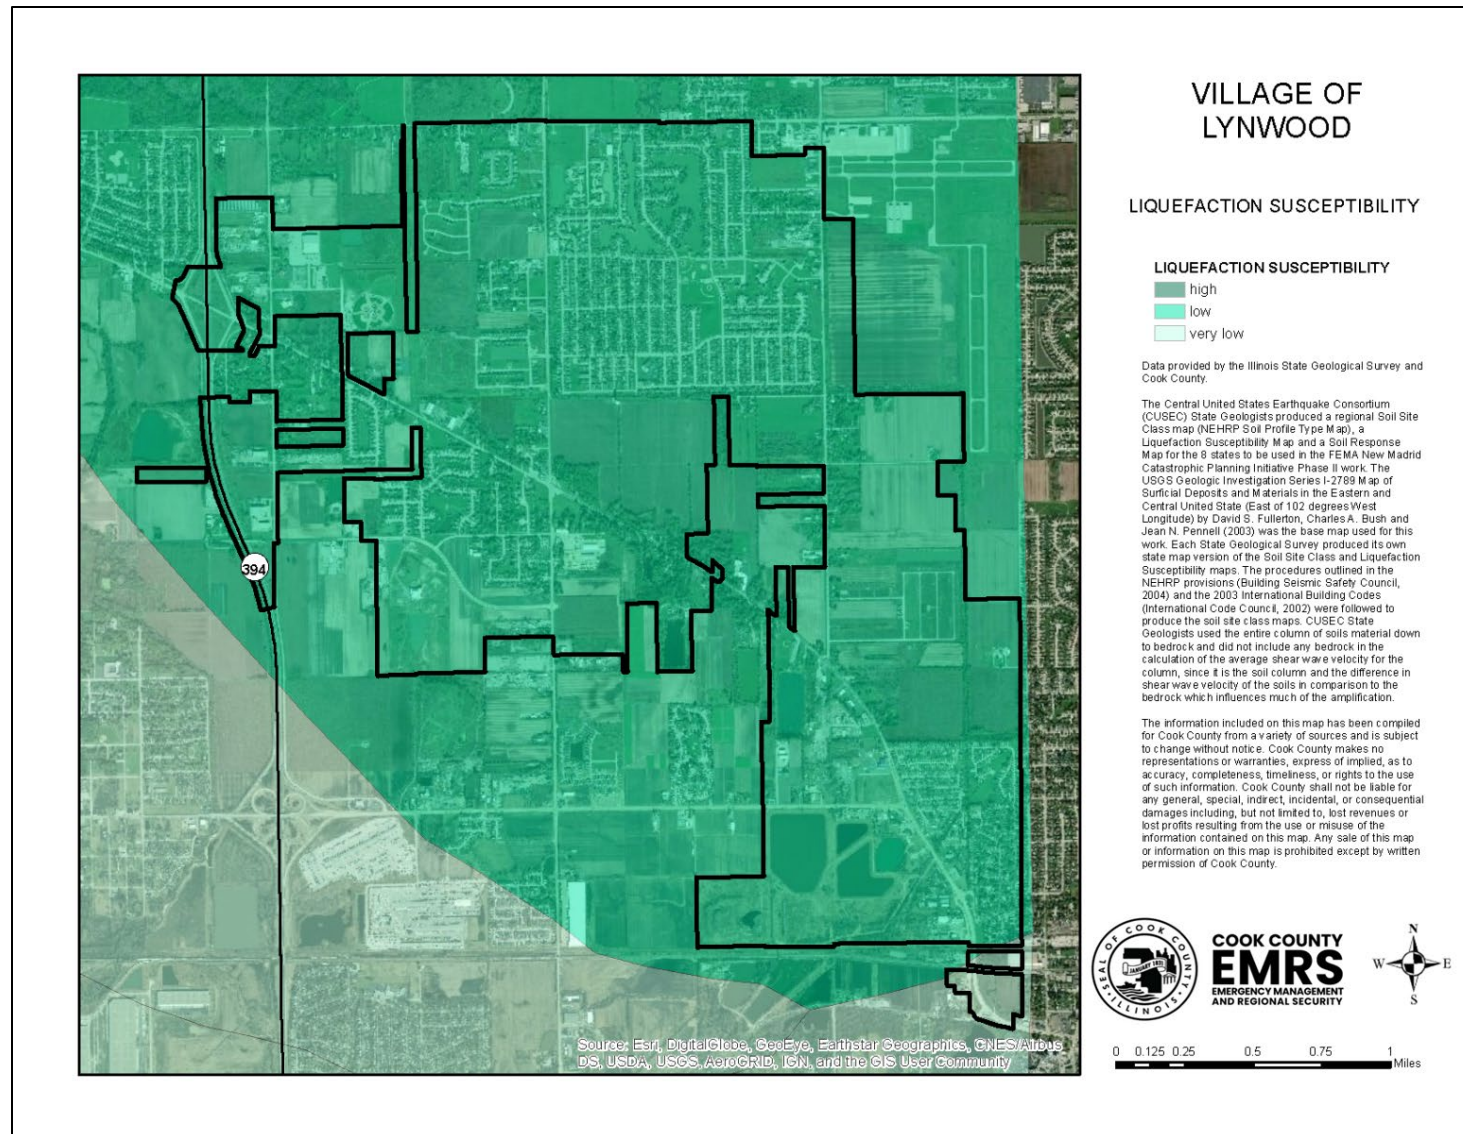 VILLAGE OF
LYNWOOD
LIQUEFACTION SUSCEPTIBILITY
LIQUEFACTION SUSCEPTIBILITY
high
low
very low
Data provided by the Illinois State Geological Survey and
Cook County.
The Central United States Earthquake Consortium
(CUSEC) State Geologists produced a regional Soil Site
Class map (NEHRP Soil Profile Type Map), a
Liquefaction Susceptibility Map and a Soil Response
Map for the 8 states to be used in the FEMA New Madrid
Catastrophic Planning Initiative Phase II work. The
USGS Geologic Investigation Series I-2789 Map of
Surficial Deposits and Materials in the Eastern and
Central United State (East of 102 degrees West
Longitude) by David S. Fullerton, Charles A. Bush and
Jean N. Pennell (2003) was the base map used for this
work. Each State Geological Survey produced its own
state map version of the Soil Site Class and Liquefaction
Susceptibility maps. The procedures outlined in the
NEHRP provisions (Building Seismic Safety Council,
2004) and the 2003 International Building Codes
(International Code Council, 2002) were followed to
produce the soil site class maps. CUSEC State
Geologists used the entire column of soils material down
to bedrock and did not include any bedrock in the
calculation of the average shear wave velocity for the
column, since it is the soil column and the difference in
shear wave velocity of the soils in comparison to the
bedrock which influences much of the amplification.
The information included on this map has been compiled
for Cook County from a variety of sources and is subject
to change without notice. Cook County makes no
representations or warranties, express of implied, as to
accuracy, completeness, timeliness, or rights to the use
of such information. Cook County shall not be liable for
any general, special, indirect, incidental, or consequential
damages including, but not limited to, lost revenues or
lost profits resulting from the use or misuse of the
information contained on this map. Any sale of this map
or information on this map is prohibited except by written
permission of Cook County.
394
Source: Esri, DigitalGlobe, GeoEye, Earthstar Geographics, CNES/Airbus
DS, USDA, USGS, AeroGRID, IGN, and the GIS User Community
SEAL OF COOK COUNTY
JANUARY 1831
ILLINOIS
COOK COUNTY
EMRS
EMERGENCY MANAGEMENT
AND REGIONAL SECURITY
N
W E
S
0 0.125 0.25 0.5 0.75 1
Miles